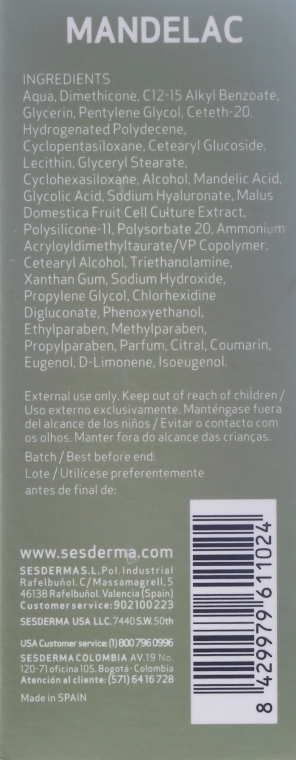 MANDELAC
INGREDIENTS
Aqua, Dimethicone, C12-15 Alkyl Benzoate,
Glycerin, Pentylene Glycol, Ceteth-20,
Hydrogenated Polydecene,
Cyclopentasiloxane, Cetearyl Glucoside,
Lecithin, Glyceryl Stearate,
Cyclohexasiloxane, Alcohol, Mandelic Acid,
Glycolic Acid, Sodium Hyaluronate, Malus
Domestica Fruit Cell Culture Extract,
Polysilicone-11, Polysorbate 20, Ammonium
Acryloyldimethyltaurate/VP Copolymer,
Cetearyl Alcohol, Triethanolamine,
Xanthan Gum, Sodium Hydroxide,
Propylene Glycol, Chlorhexidine
Digluconate, Phenoxyethanol,
Ethylparaben, Methylparaben,
Propylparaben, Parfum, Citral, Coumarin,
Eugenol, D-Limonene, Isoeugenol.
External use only. Keep out of reach of children /
Uso externo exclusivamente. Manténgase fuera
del alcance de los niños / Evitar o contacto com
os olhos. Manter fora do alcance das crianças.
Batch / Best before end:
Lote / Utilícese preferentemente
antes de final de:
www.sesderma.com
SESDERMA S.L. Pol. Industrial
Rafelbuñol. C/ Massamagrell, 5
46138 Rafelbuñol. Valencia (Spain)
Customer service: 902100223
SESDERMA USA LLC. 7440 S.W. 50th
USA Customer service: (1) 800 796 0996
SESDERMA COLOMBIA AV. 19 No.
120-71 oficina 105. Bogotá · Colombia
Atención al cliente: (571) 64 16 728
Made in SPAIN
8 429979 611024